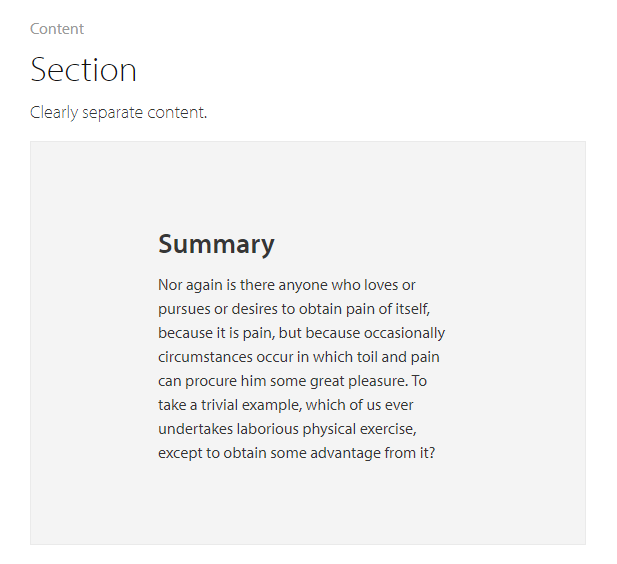 Content
Section
Clearly separate content.
Summary
Nor again is there anyone who loves or
pursues or desires to obtain pain of itself,
because it is pain, but because occasionally
circumstances occur in which toil and pain
can procure him some great pleasure. To
take a trivial example, which of us ever
undertakes laborious physical exercise,
except to obtain some advantage from it?